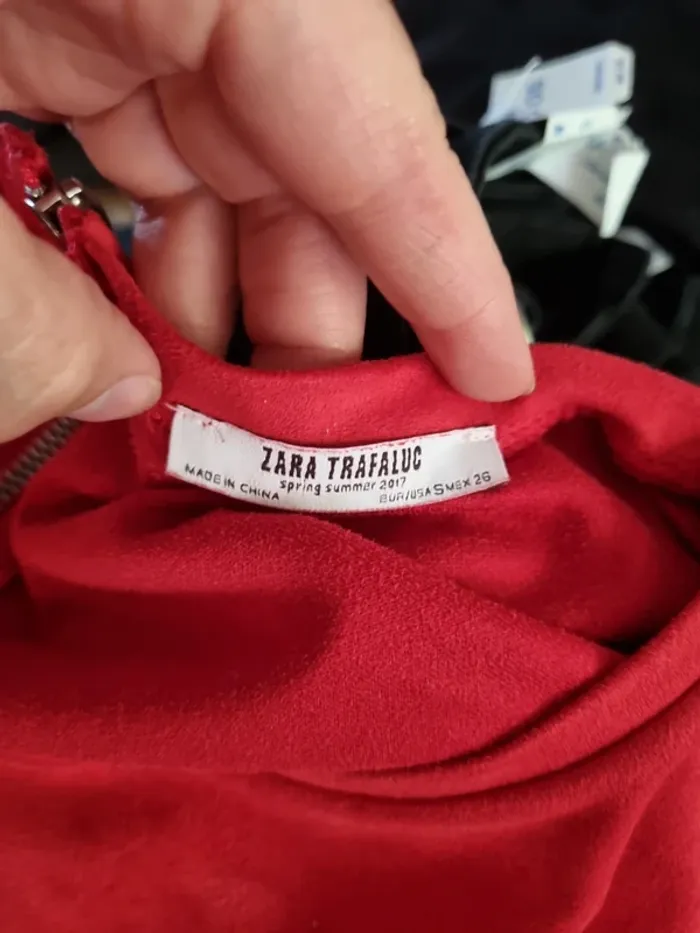 ZARA TRAFALUC
MADE IN CHINA
spring summer 2017
EUR/USA S MEX 26